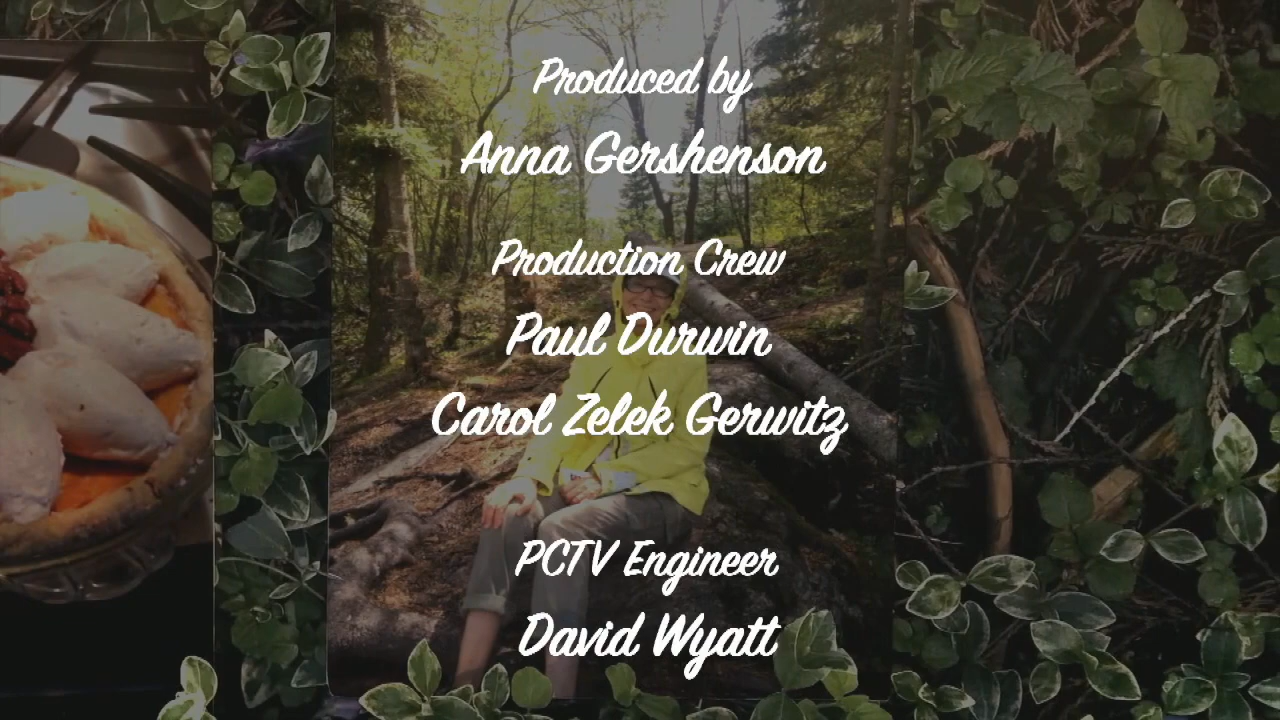 Produced by
Anna Gershenson
Production Crew
Paul Durwin
Carol Zelek Gerwitz
PCTV Engineer
David Wyatt